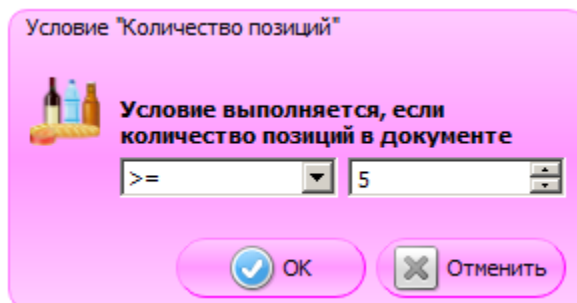 Условие "Количество позиций"
Условие выполняется, если
количество позиций в документе
>= 5
OK Отменить